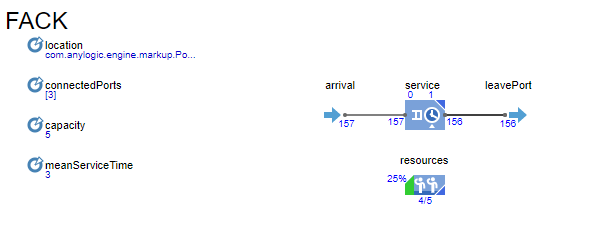 FACK
location
com.anylogic.engine.markup.Po...
connectedPorts
[3]
capacity
5
meanServiceTime
3
arrival service leavePort
0 1
157 157 156 156
resources
25%
4/5